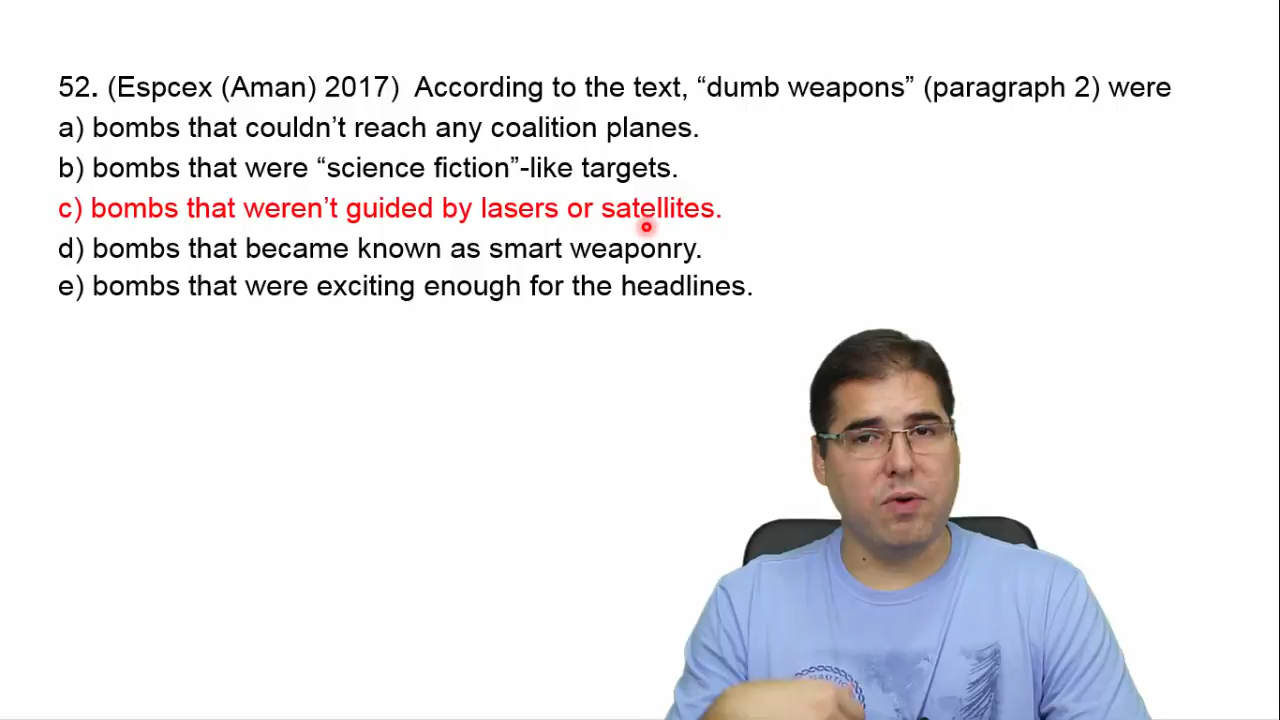 52. (Espcex (Aman) 2017)  According to the text, “dumb weapons” (paragraph 2) were
a) bombs that couldn’t reach any coalition planes.
b) bombs that were “science fiction”-like targets.
c) bombs that weren’t guided by lasers or satellites.
d) bombs that became known as smart weaponry.
e) bombs that were exciting enough for the headlines.